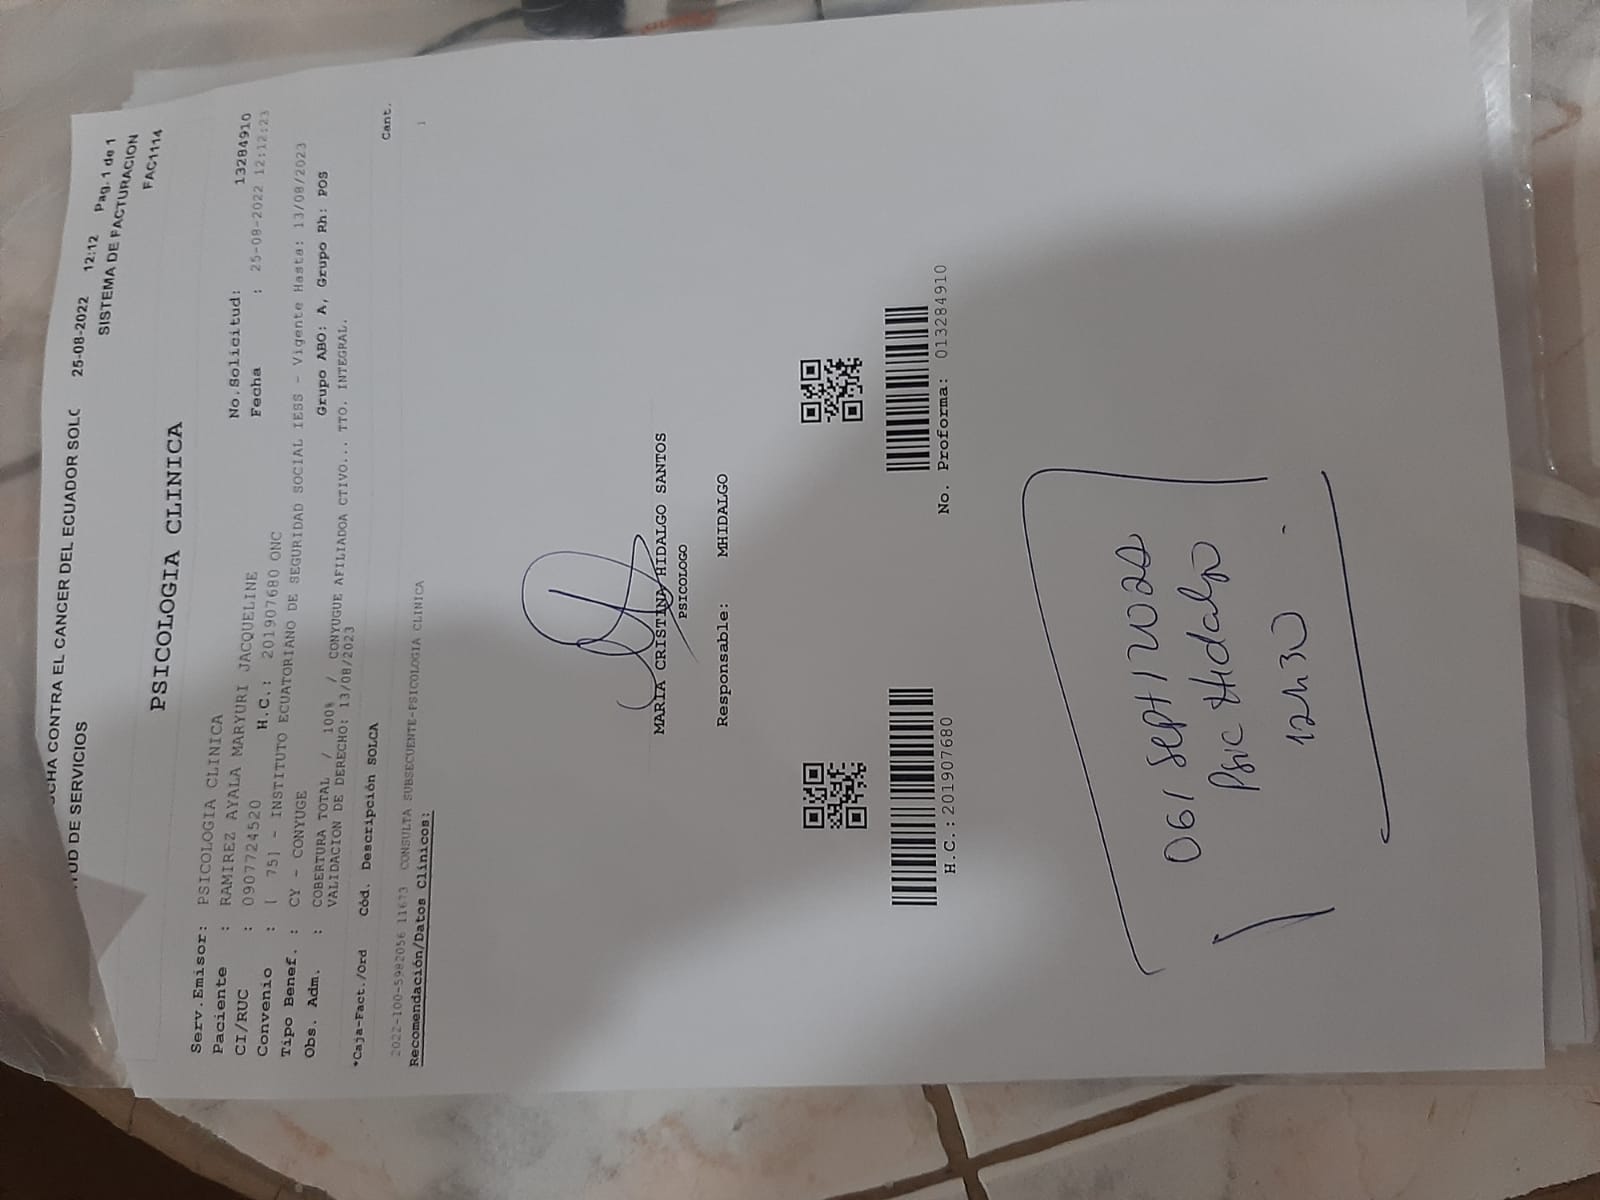 CHA CONTRA EL CANCER DEL ECUADOR SOLC 25-08-2022 12:12 Pag. 1 de 1
UD DE SERVICIOS SISTEMA DE FACTURACION
FAC1114
PSICOLOGIA CLINICA
Serv.Emisor: PSICOLOGIA CLINICA No.Solicitud: 13284910
Paciente : RAMIREZ AYALA MARYURI JACQUELINE Fecha : 25-08-2022 12:12:23
CI/RUC : 0907724520 H.C.: 201907680 ONC
Convenio : [ 75] - INSTITUTO ECUATORIANO DE SEGURIDAD SOCIAL IESS - Vigente Hasta: 13/08/2023
Tipo Benef. : CY - CONYUGE Grupo ABO: A, Grupo Rh: POS
Obs. Adm. : COBERTURA TOTAL / 100% / CONYUGUE AFILIADOA CTIVO... TTO. INTEGRAL.
VALIDACION DE DERECHO: 13/08/2023
*Caja-Fact./Ord Cód. Descripción SOLCA Cant.
2022-100-5982056 11673 CONSULTA SUBSECUENTE-PSICOLOGIA CLINICA 1
Recomendación/Datos Clínicos:
MARIA CRISTINA HIDALGO SANTOS
PSICOLOGO
Responsable: MHIDALGO
H.C.:201907680 No. Proforma: 013284910
06/ Sept/2022
Psic Hidalgo
12h30